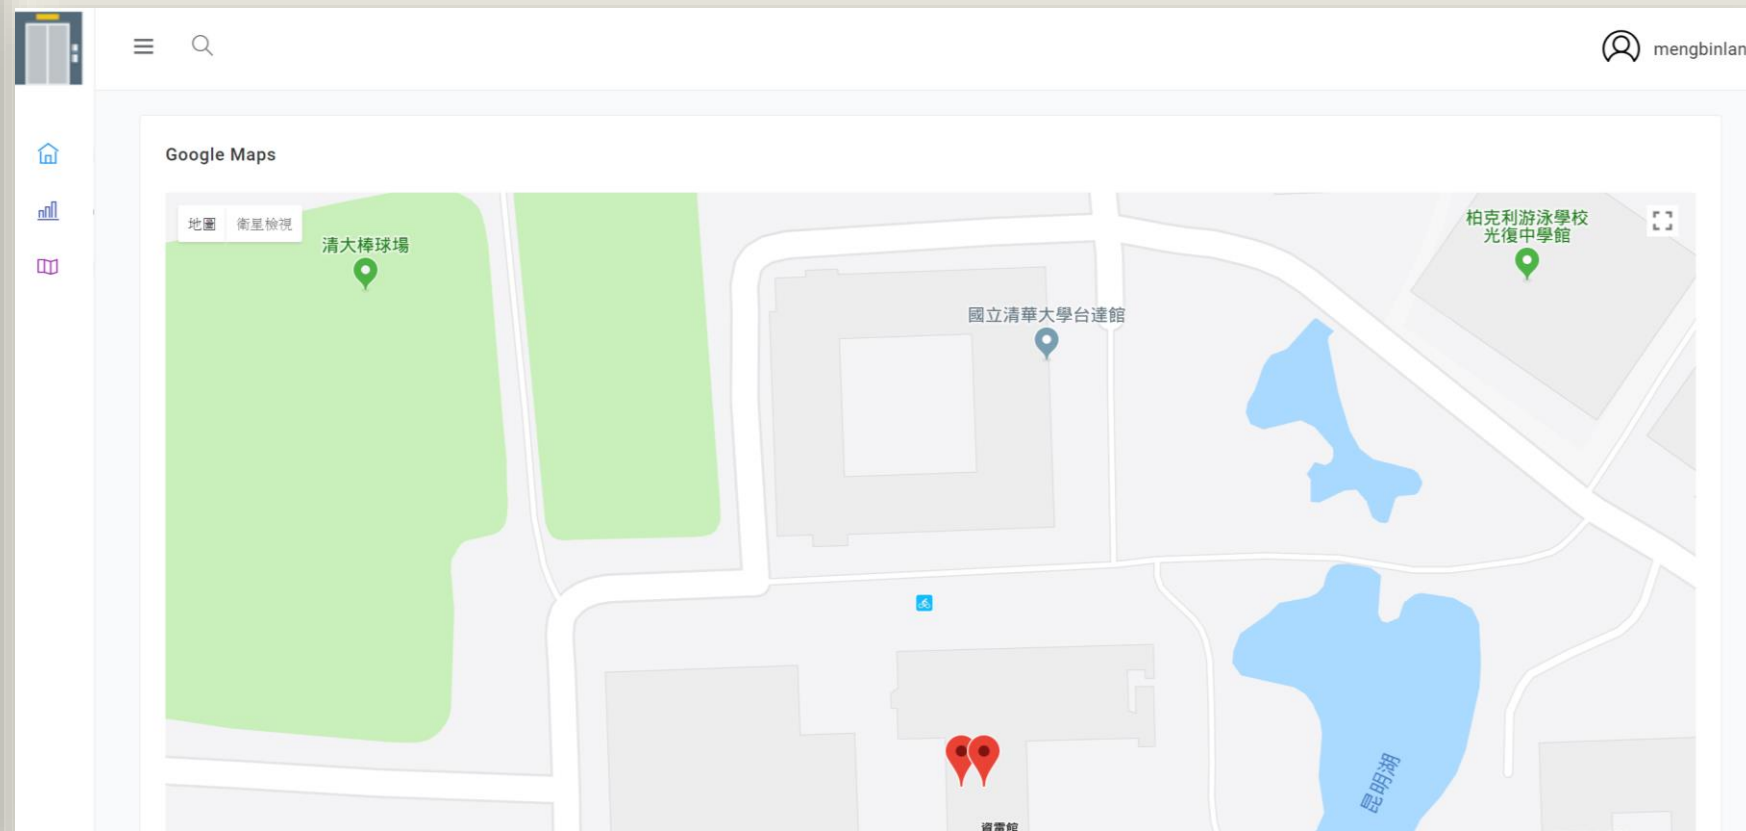 mengbinlan
Google Maps
地圖 衛星檢視
清大棒球場
柏克利游泳學校
光復中學館
國立清華大學台達館
昆明湖
資電館